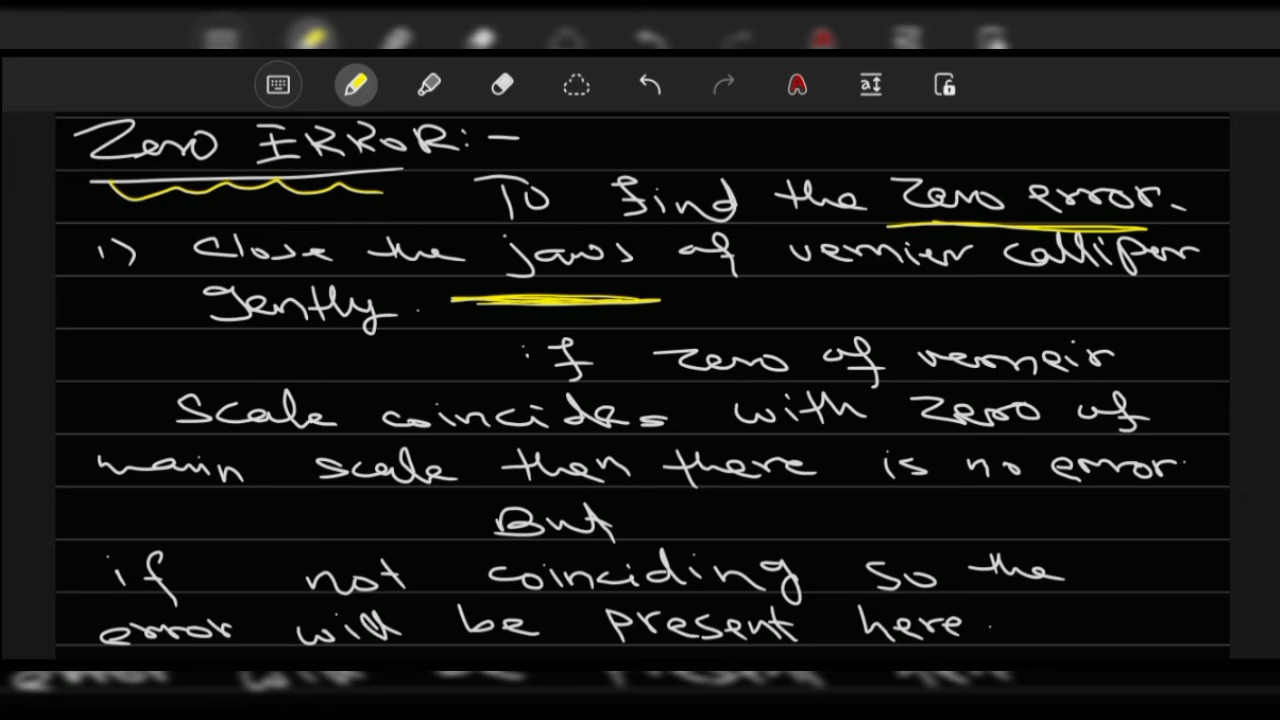 Zero ERROR:-
To find the Zero error.
1) Close the jaws of vernier calliper
gently.
if zero of verneir
Scale coincides with zero of
main scale then there is no error.
But
if not coinciding so the
error will be present here.